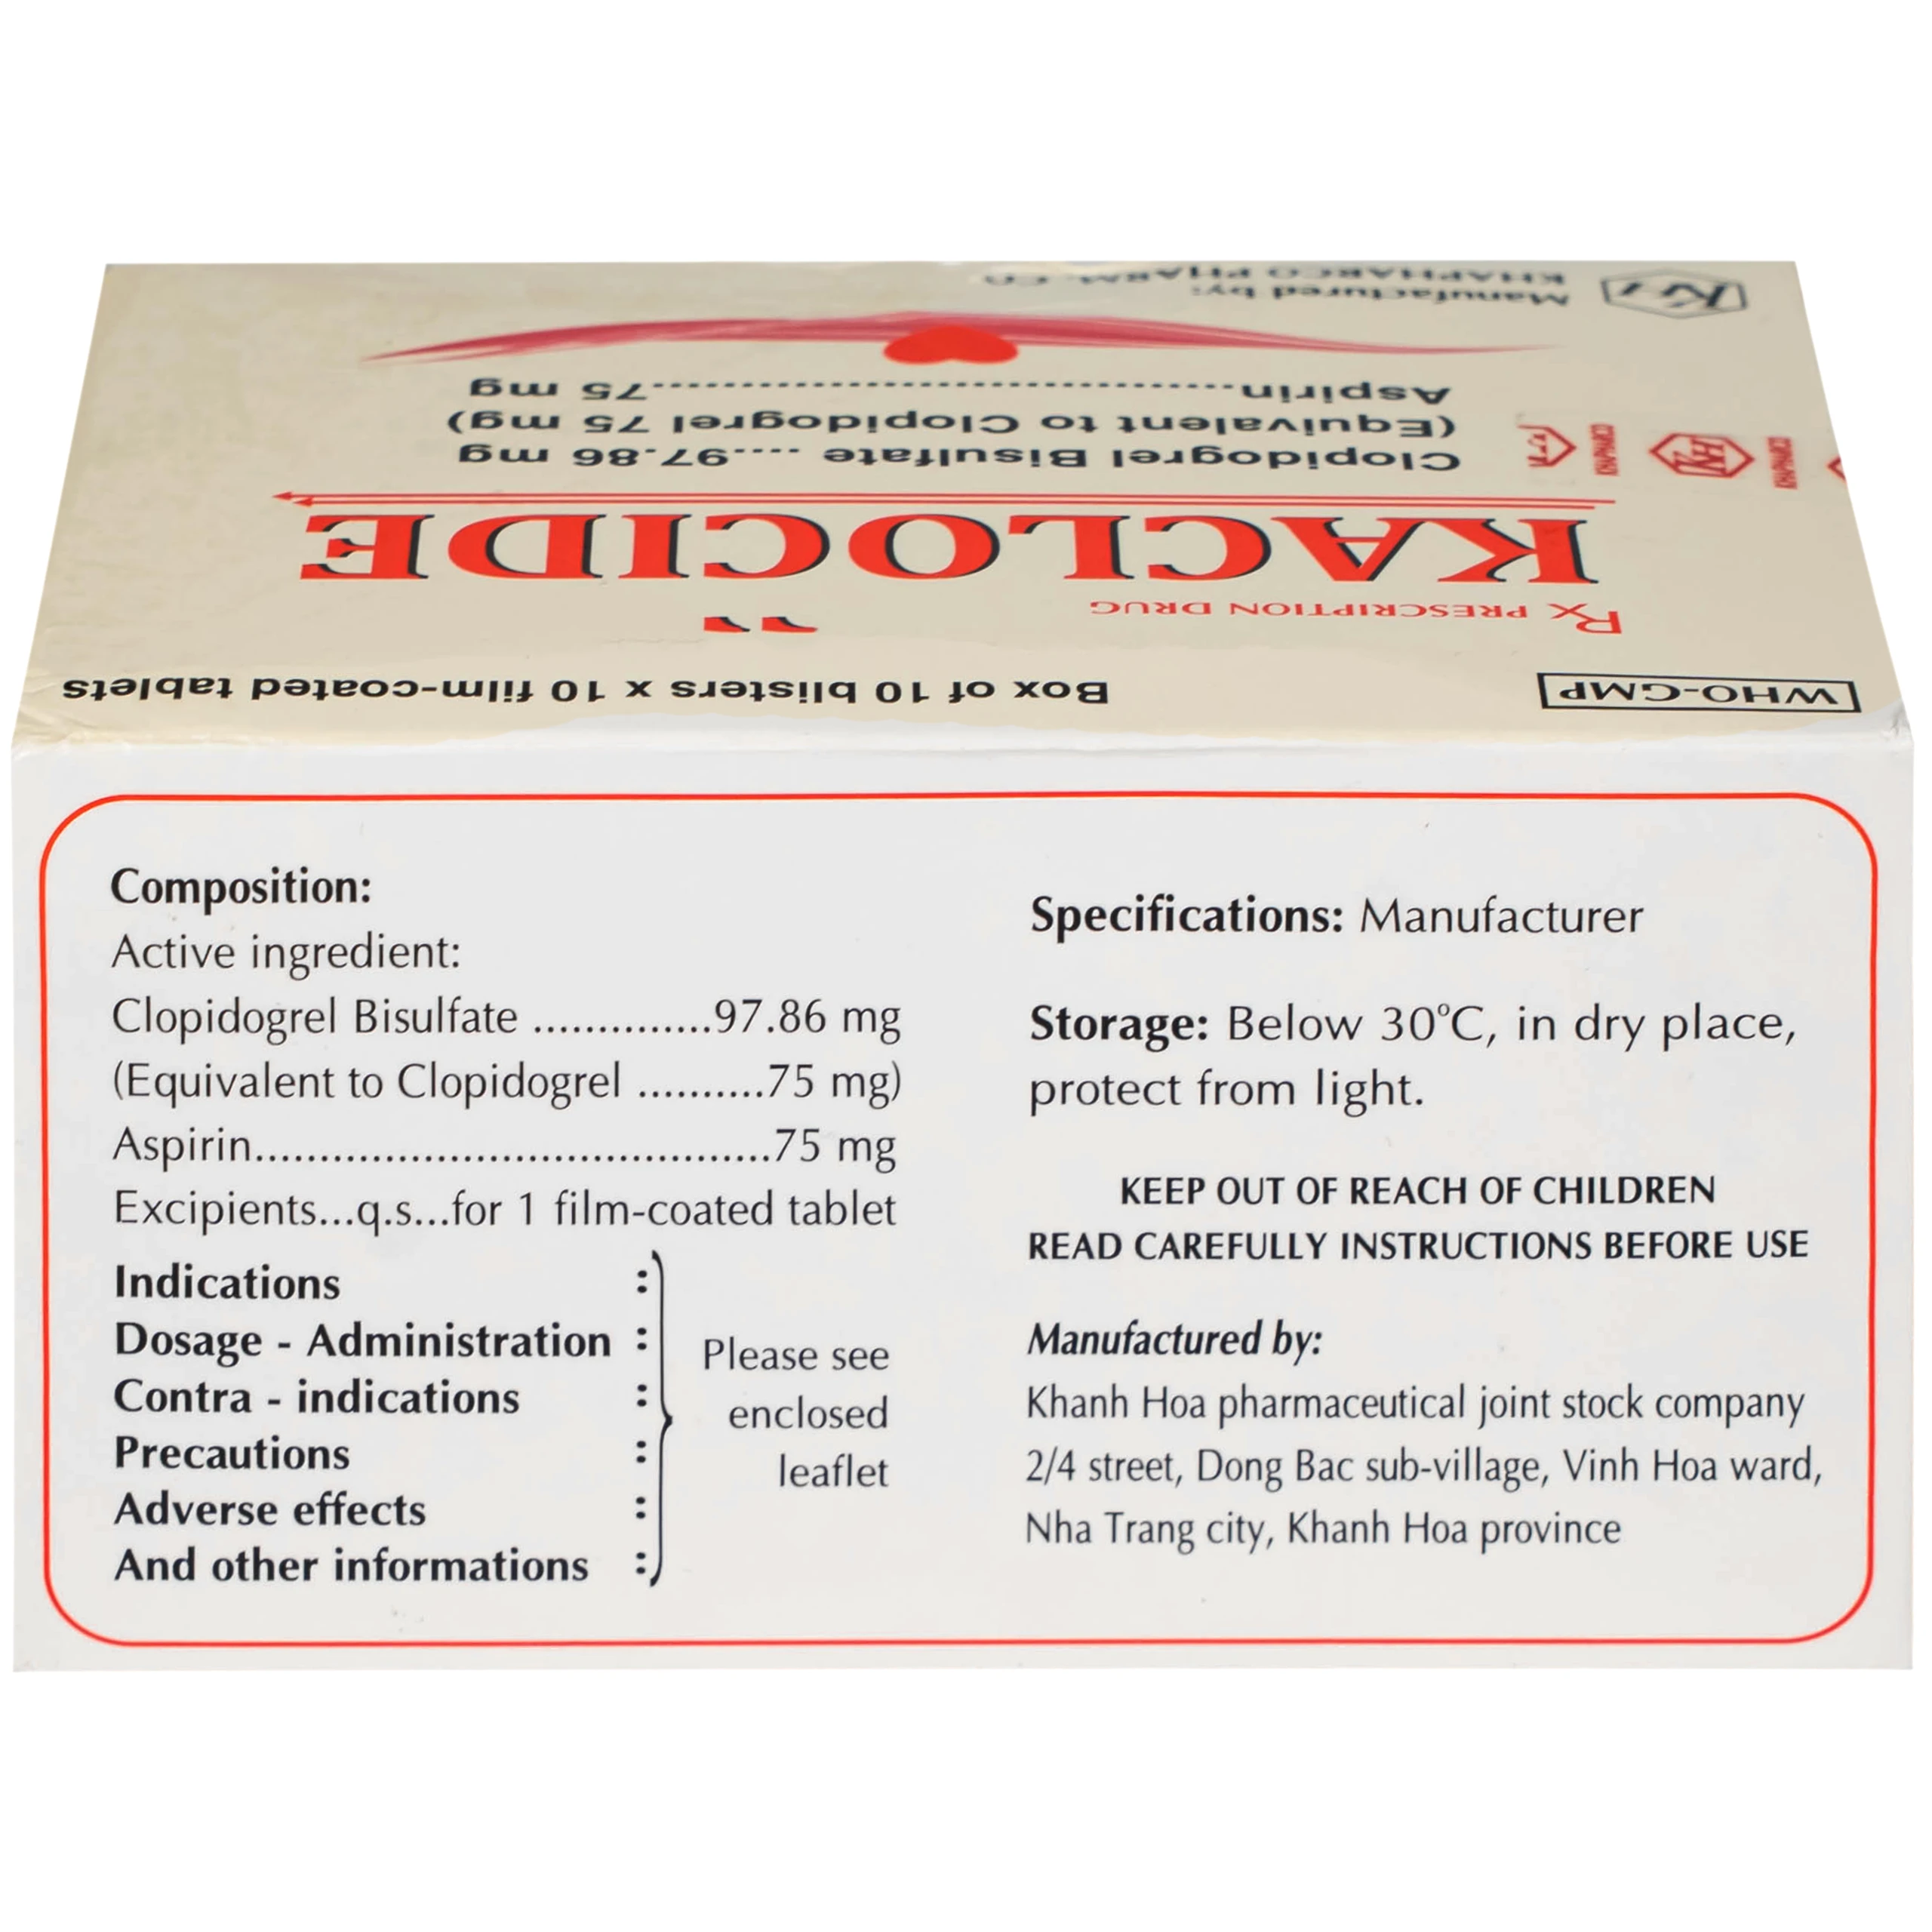 Manufactured by:
KHAPHARCO PHARM. CO
Rx PRESCRIPTION DRUG
KACLOCIDE
Clopidogrel Bisulfate ....97.86 mg
(Equivalent to Clopidogrel 75 mg)
Aspirin........................................75 mg
KHAPHARCO
KHAPHARCO
WHO-GMP
Box of 10 blisters x 10 film-coated tablets
Composition:
Active ingredient:
Clopidogrel Bisulfate ..............97.86 mg
(Equivalent to Clopidogrel ..........75 mg)
Aspirin........................................75 mg
Excipients...q.s...for 1 film-coated tablet
Indications :
Dosage - Administration :
Contra - indications :
Precautions :
Adverse effects :
And other informations :
Please see
enclosed
leaflet
Specifications: Manufacturer
Storage: Below 30°C, in dry place,
protect from light.
KEEP OUT OF REACH OF CHILDREN
READ CAREFULLY INSTRUCTIONS BEFORE USE
Manufactured by:
Khanh Hoa pharmaceutical joint stock company
2/4 street, Dong Bac sub-village, Vinh Hoa ward,
Nha Trang city, Khanh Hoa province